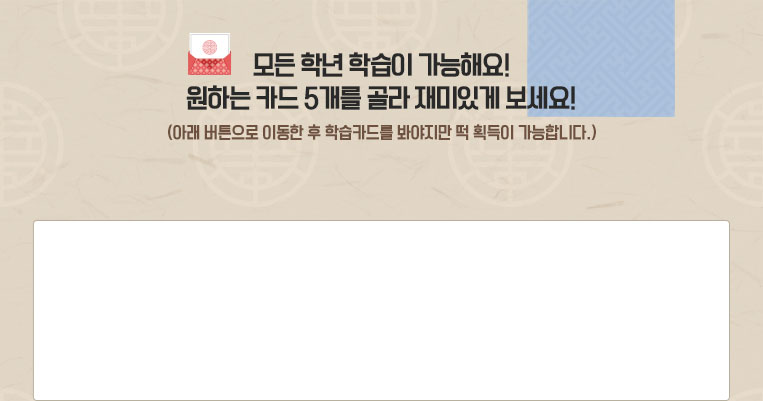 모든 학년 학습이 가능해요!
원하는 카드 5개를 골라 재미있게 보세요!
(아래 버튼으로 이동한 후 학습카드를 봐야지만 떡 획득이 가능합니다.)